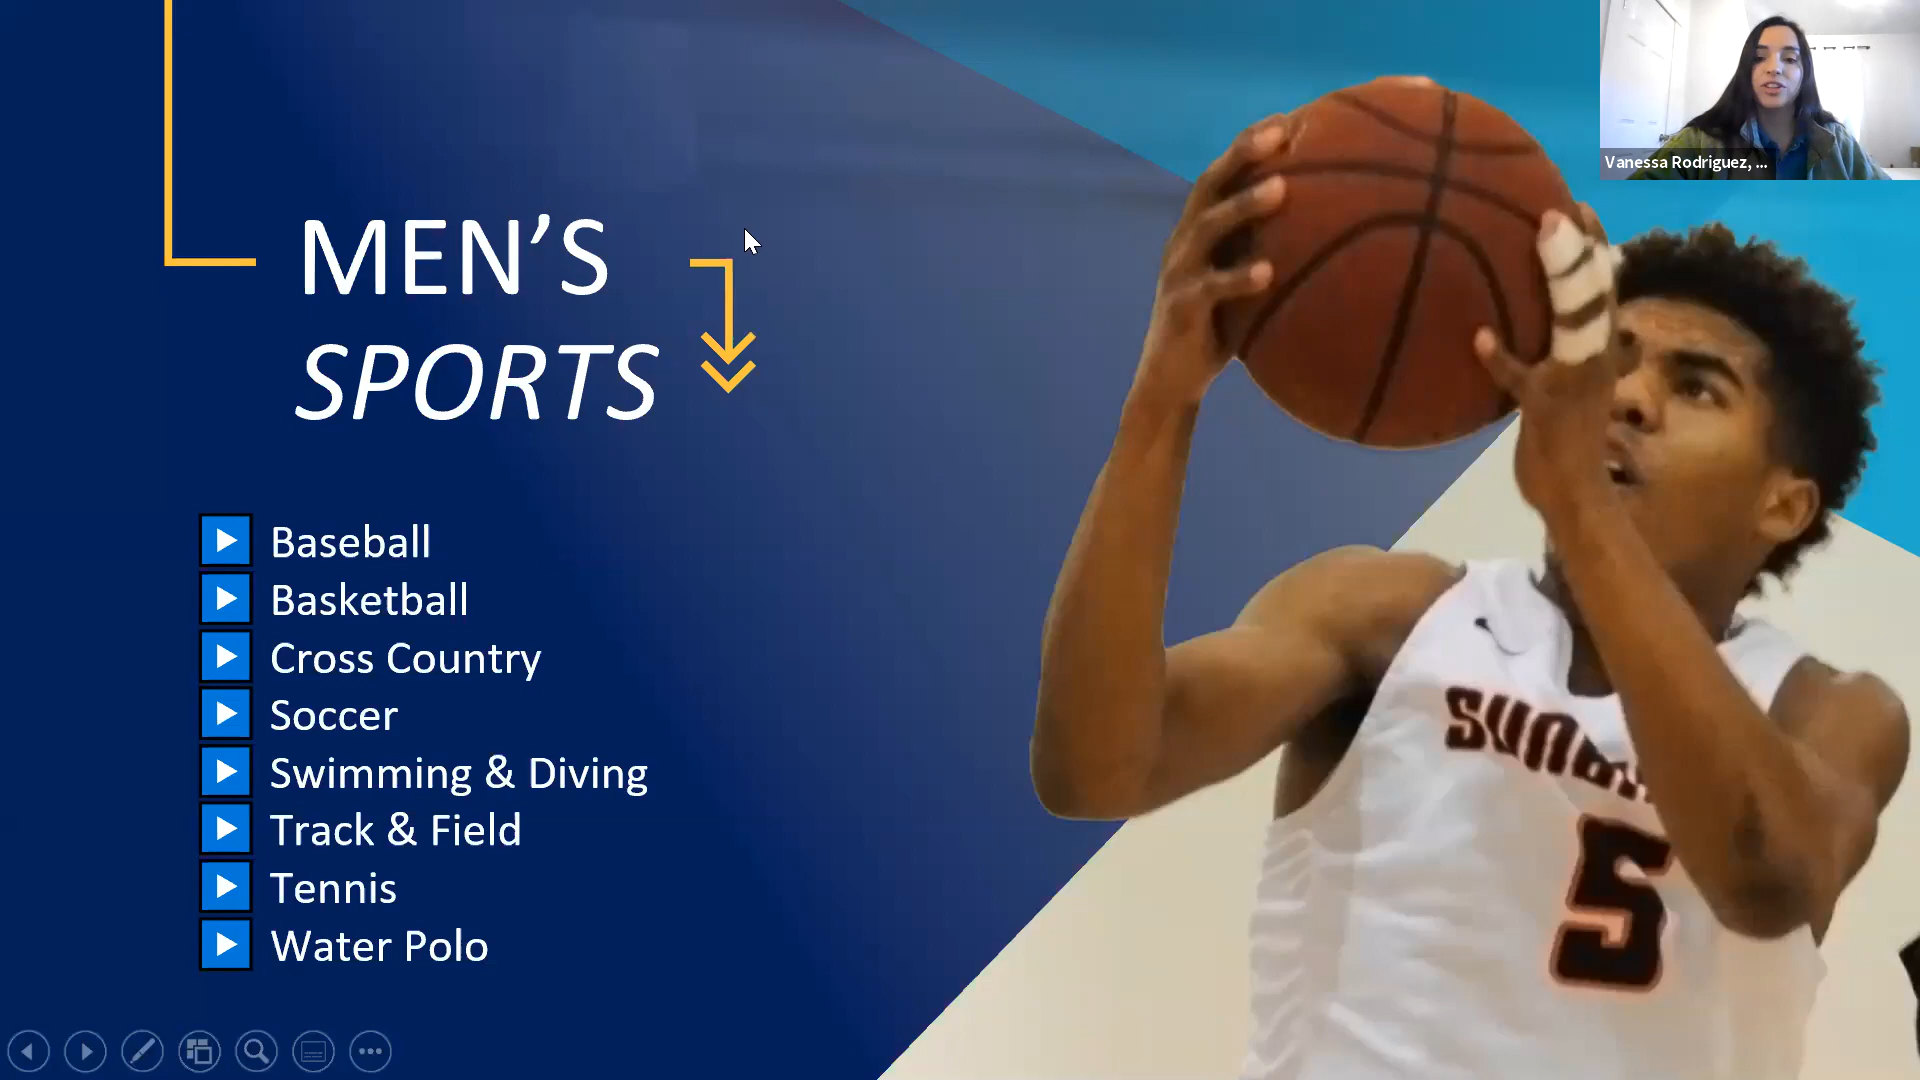 MEN'S
SPORTS
Baseball
Basketball
Cross Country
Soccer
Swimming & Diving
Track & Field
Tennis
Water Polo
Vanessa Rodriguez, ...
5